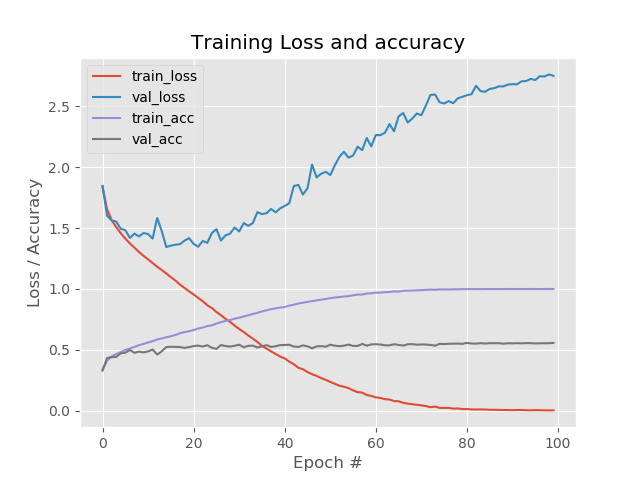 Training Loss and accuracy
train_loss
val_loss
train_acc
val_acc
Loss / Accuracy
2.5
2.0
1.5
1.0
0.5
0.0
0 20 40 60 80 100
Epoch #